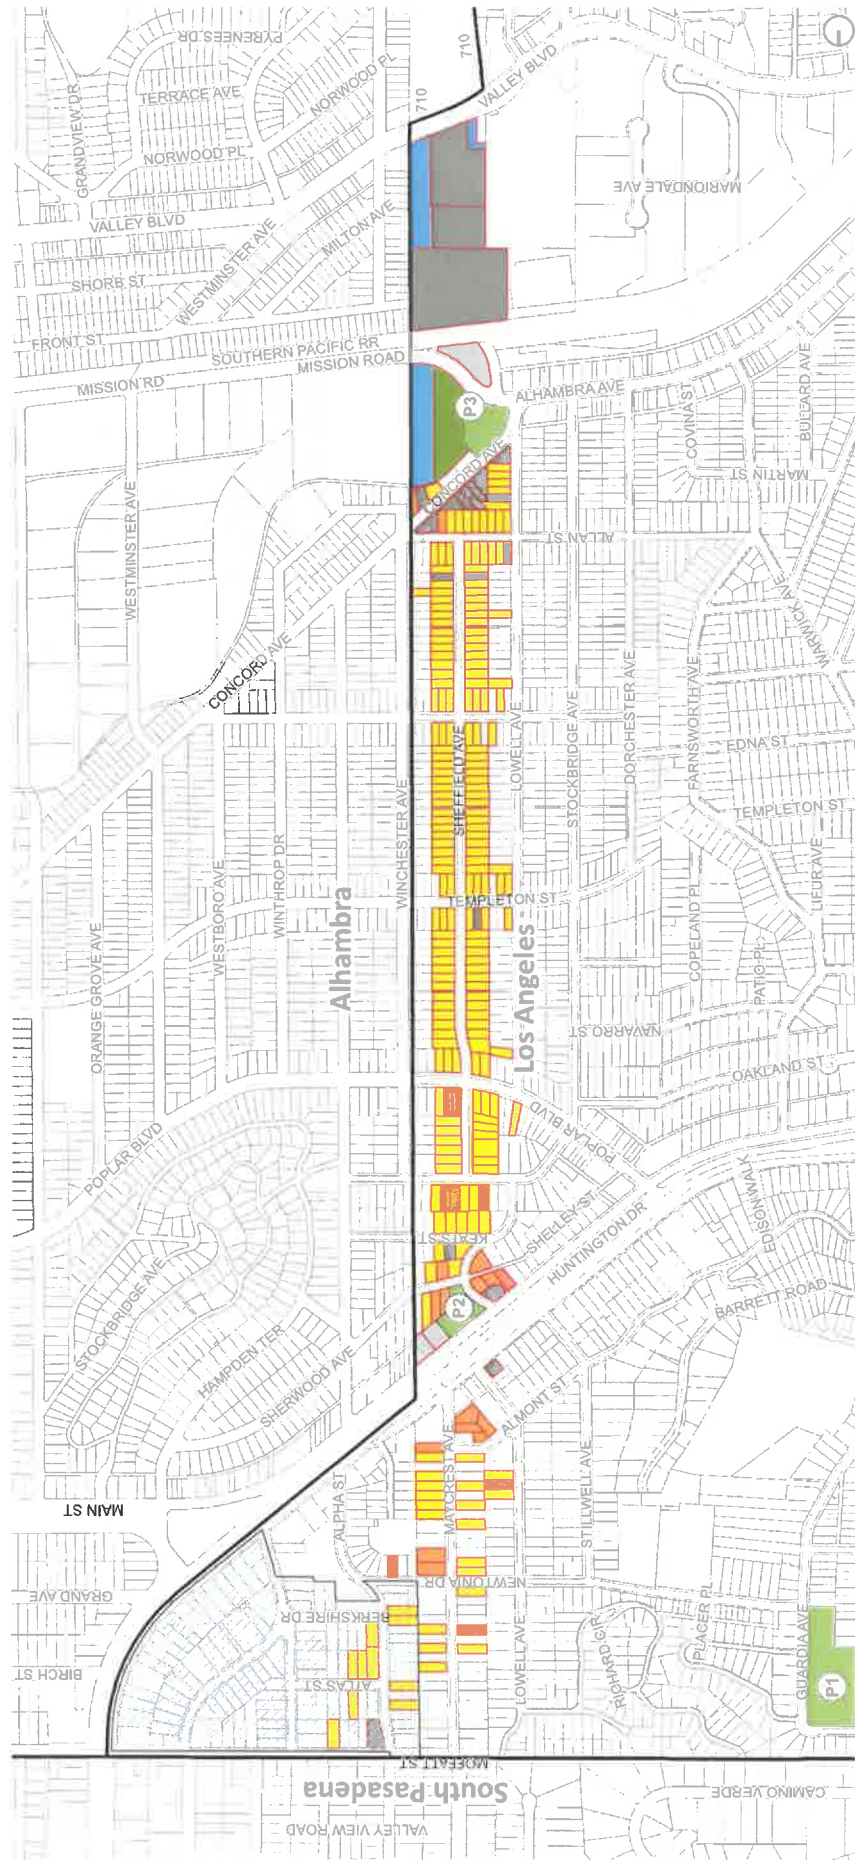 PYRENEES DR
710
TERRACE AVE
NORWOOD PL
710
VALLEY BLVD
GRANDVIEW DR
NORWOOD PL
MARIONDALE AVE
VALLEY BLVD
WESTMINSTER AVE
MILTON AVE
SHORB ST
FRONT ST
SOUTHERN PACIFIC RR
MISSION ROAD
MISSION RD
ALHAMBRA AVE
P3
COVINA ST
BULLARD AVE
CONCORD AVE
MARTIN ST
WESTMINSTER AVE
ALLAN ST
WARWICK AVE
CONCORD AVE
SHEFFIELD AVE
LOWELL AVE
STOCKBRIDGE AVE
DORCHESTER AVE
FARNSWORTH AVE
EDNA ST
TEMPLETON ST
WINCHESTER AVE
WINTHROP DR
WESTBORO AVE
TEMPLETON ST
LIFUR AVE
COPELAND PL
PATIO PL
Alhambra
Los Angeles
ORANGE GROVE AVE
NAVARRO ST
OAKLAND ST
POPLAR BLVD
POPLAR BLVD
EDISON WALK
KEATS ST
SHELLEY ST
HUNTINGTON DR
STOCKBRIDGE AVE
P2
BARRETT ROAD
HAMPDEN TER
SHERWOOD AVE
ALMONT ST
MAIN ST
ALPHA ST
MAYCREST AVE
STILLWELL AVE
GRAND AVE
NEWTONIA DR
BERKSHIRE DR
PLACER PL
GUARDIA AVE
BIRCH ST
ATLAS ST
LOWELL AVE
RICHARD CIR
P1
MOFFATT ST
South Pasadena
CAMINO VERDE
VALLEY VIEW ROAD